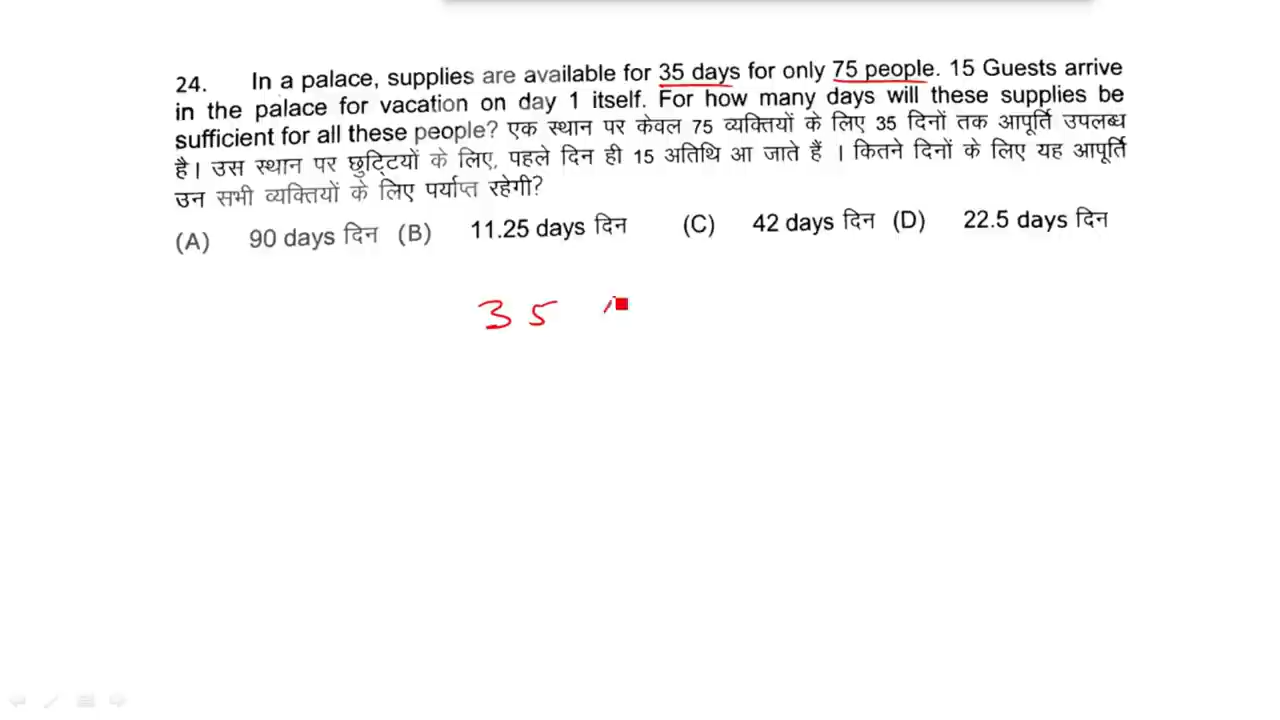 24. In a palace, supplies are available for 35 days for only 75 people. 15 Guests arrive
in the palace for vacation on day 1 itself. For how many days will these supplies be
sufficient for all these people? एक स्थान पर केवल 75 व्यक्तियों के लिए 35 दिनों तक आपूर्ति उपलब्ध
है। उस स्थान पर छुट्टियों के लिए, पहले दिन ही 15 अतिथि आ जाते हैं । कितने दिनों के लिए यह आपूर्ति
उन सभी व्यक्तियों के लिए पर्याप्त रहेगी?
(A) 90 days दिन (B) 11.25 days दिन (C) 42 days दिन (D) 22.5 days दिन
35